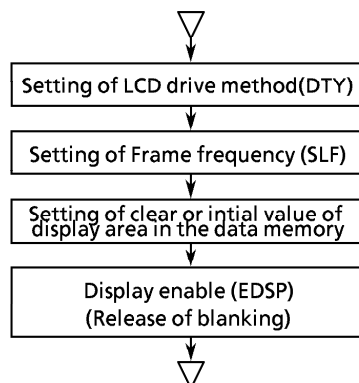 Setting of LCD drive method(DTY)
Setting of Frame frequency (SLF)
Setting of clear or intial value of
display area in the data memory
Display enable (EDSP)
(Release of blanking)